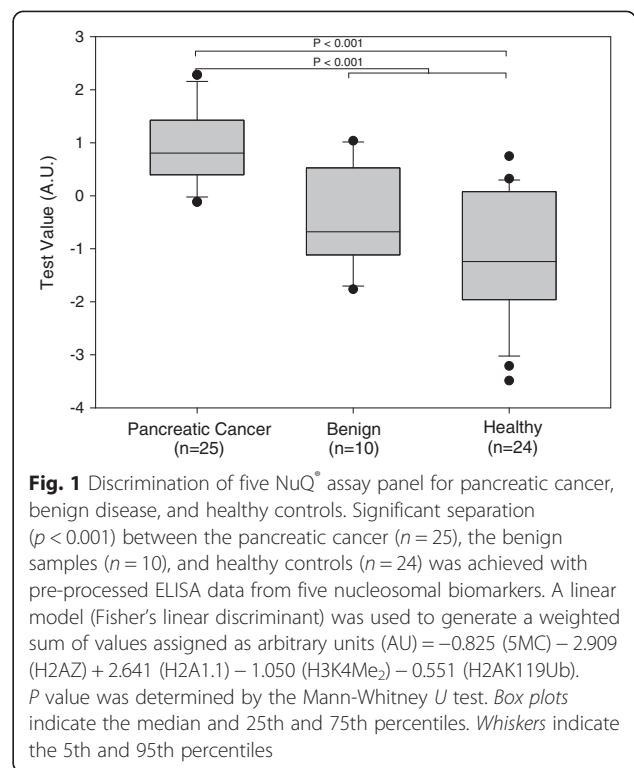 P < 0.001
P < 0.001
3
2
1
0
-1
-2
-3
-4
Test Value (A.U.)
Pancreatic Cancer Benign Healthy
(n=25) (n=10) (n=24)
Fig. 1 Discrimination of five NuQ® assay panel for pancreatic cancer,
benign disease, and healthy controls. Significant separation
(p < 0.001) between the pancreatic cancer (n = 25), the benign
samples (n = 10), and healthy controls (n = 24) was achieved with
pre-processed ELISA data from five nucleosomal biomarkers. A linear
model (Fisher's linear discriminant) was used to generate a weighted
sum of values assigned as arbitrary units (AU) = −0.825 (5MC) − 2.909
(H2AZ) + 2.641 (H2A1.1) − 1.050 (H3K4Me₂) − 0.551 (H2AK119Ub).
P value was determined by the Mann-Whitney U test. Box plots
indicate the median and 25th and 75th percentiles. Whiskers indicate
the 5th and 95th percentiles